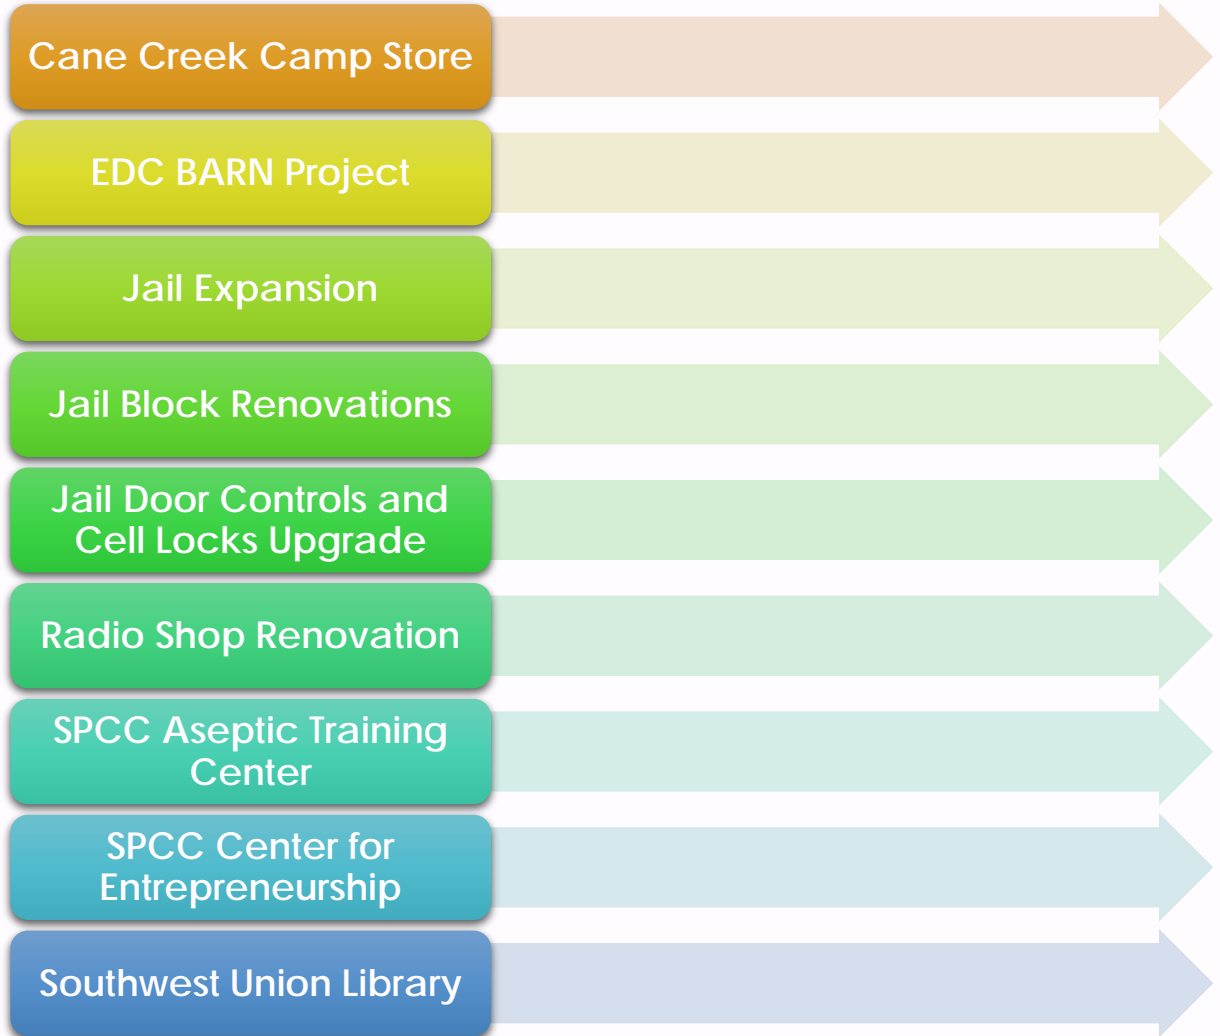 Cane Creek Camp Store
EDC BARN Project
Jail Expansion
Jail Block Renovations
Jail Door Controls and
Cell Locks Upgrade
Radio Shop Renovation
SPCC Aseptic Training
Center
SPCC Center for
Entrepreneurship
Southwest Union Library